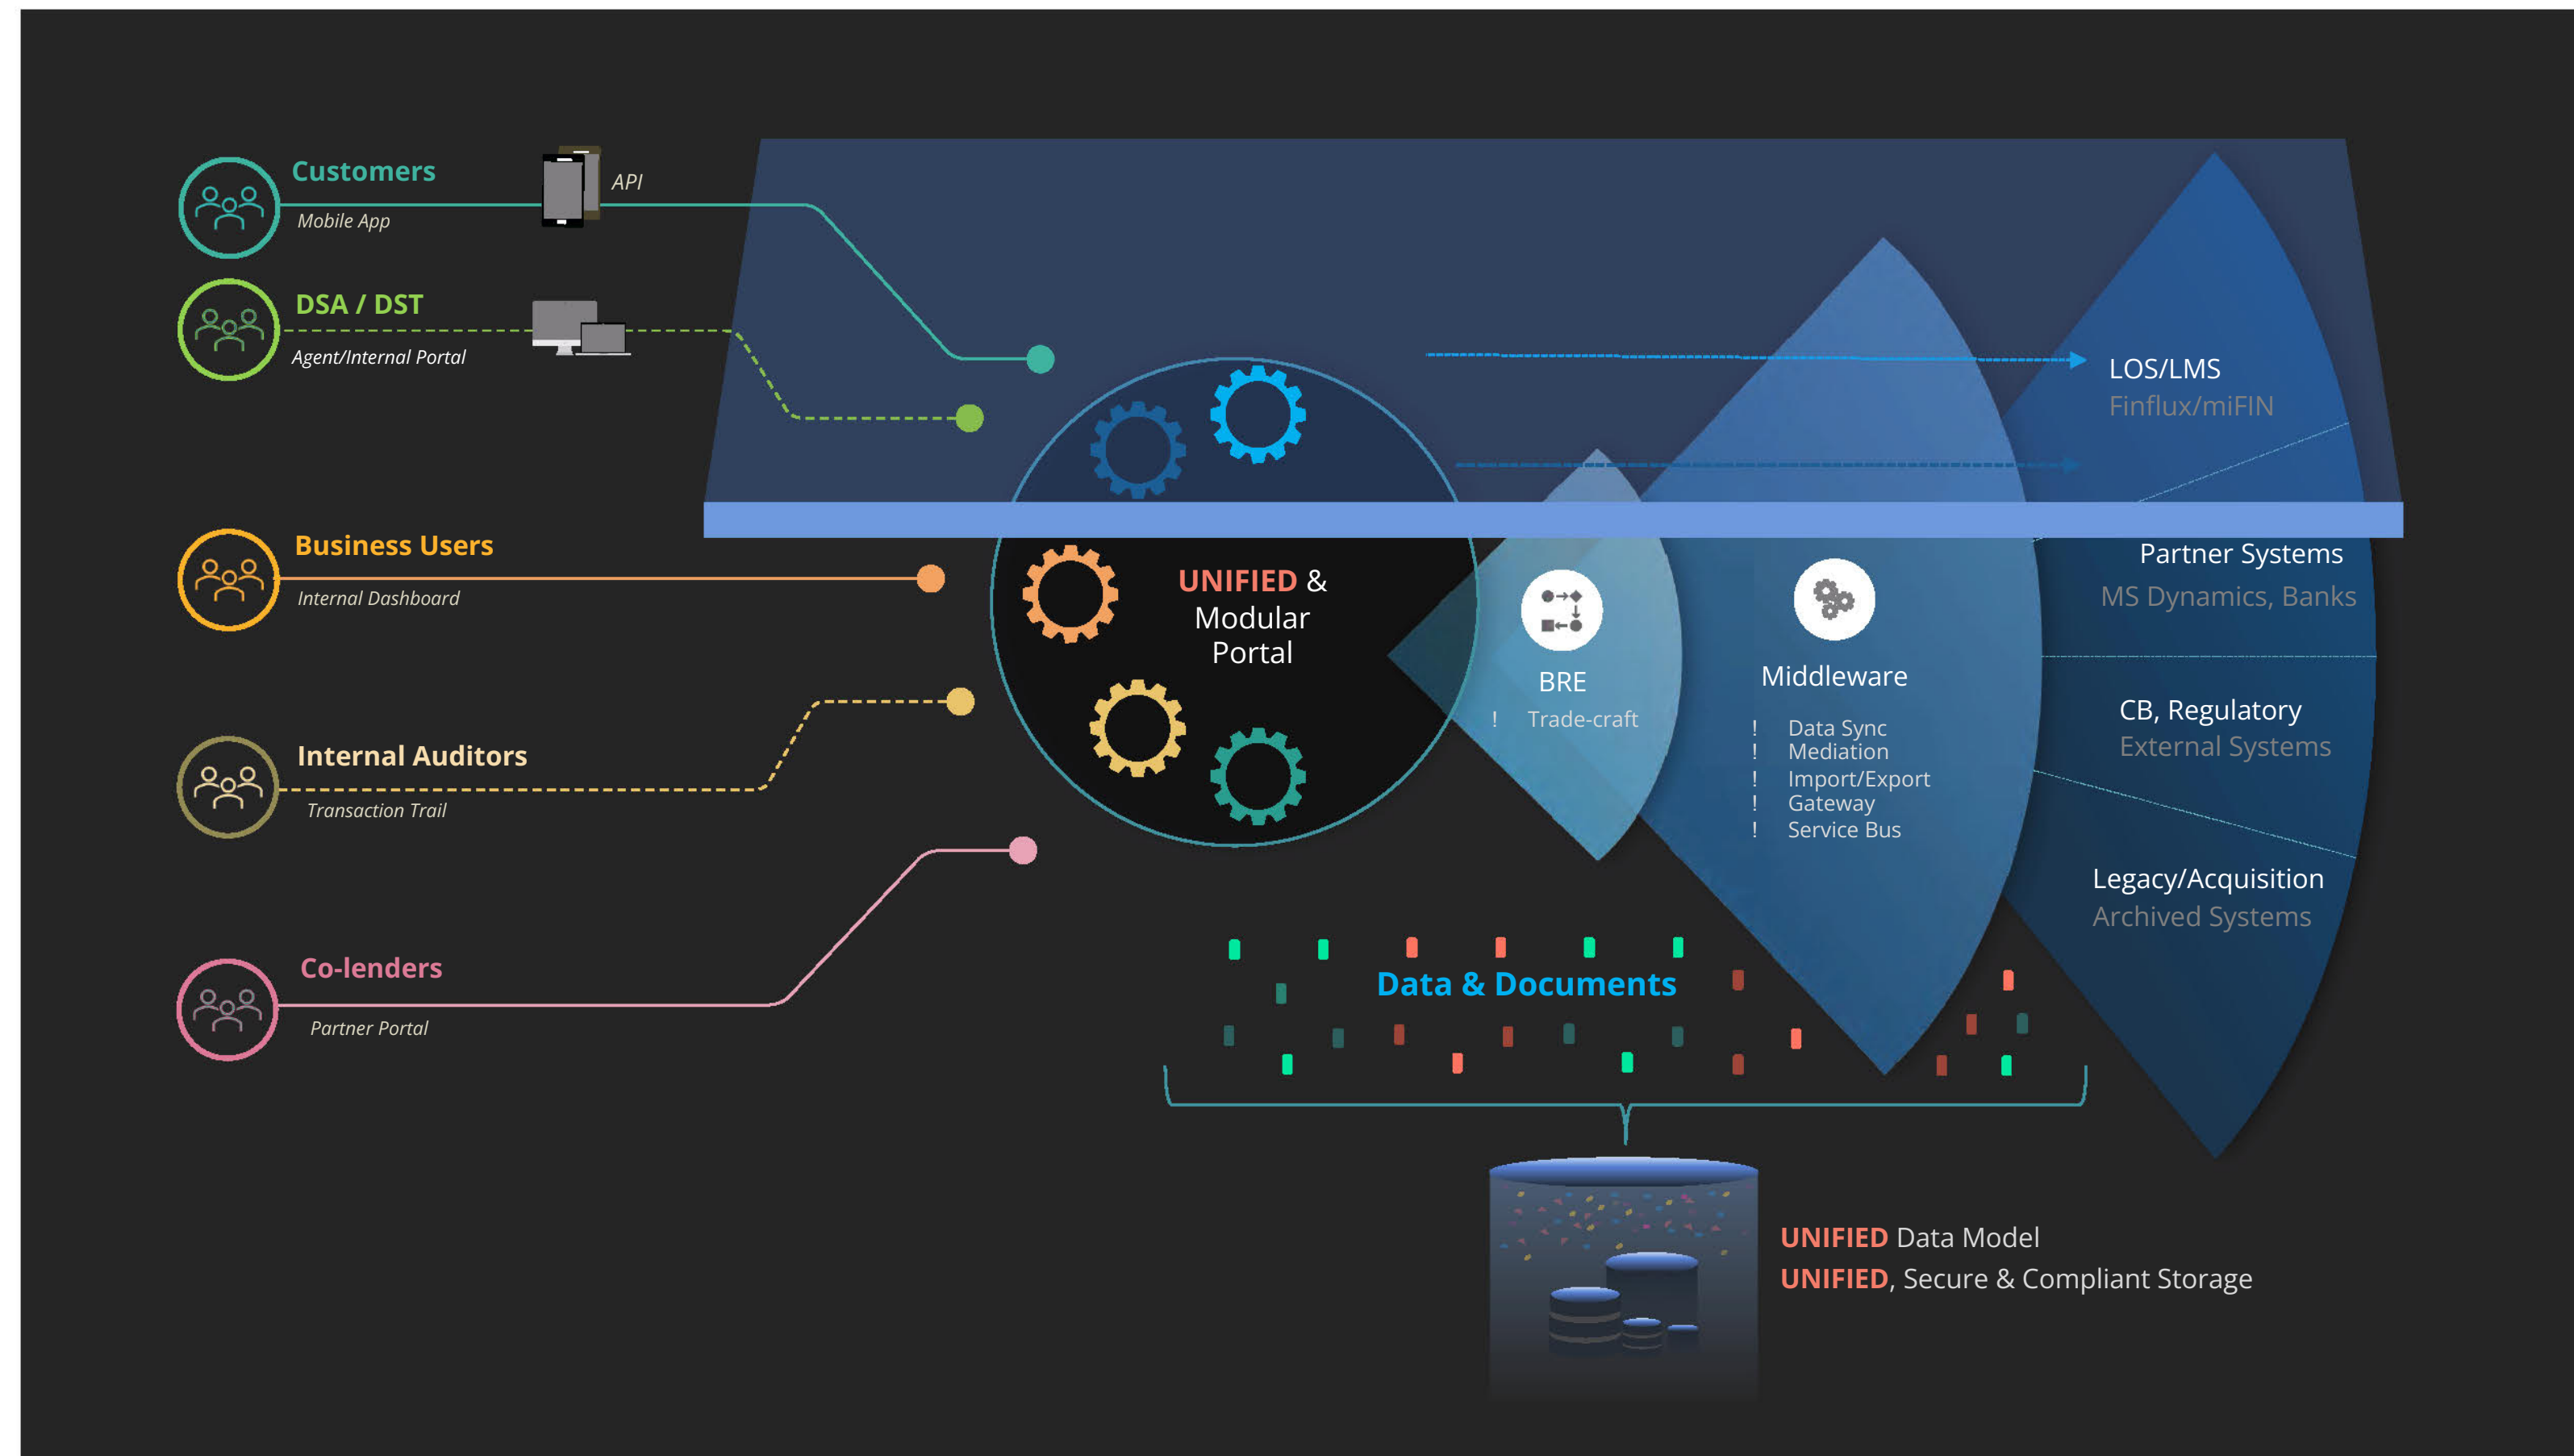 Customers
Mobile App
API
DSA / DST
Agent/Internal Portal
Business Users
Internal Dashboard
Internal Auditors
Transaction Trail
Co-lenders
Partner Portal
UNIFIED &
Modular
Portal
BRE
! Trade-craft
Middleware
! Data Sync
! Mediation
! Import/Export
! Gateway
! Service Bus
LOS/LMS
Finflux/miFIN
Partner Systems
MS Dynamics, Banks
CB, Regulatory
External Systems
Legacy/Acquisition
Archived Systems
Data & Documents
UNIFIED Data Model
UNIFIED, Secure & Compliant Storage